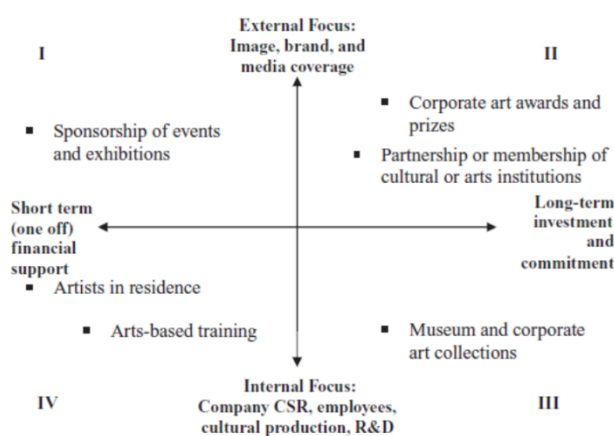 External Focus:
I
Image, brand, and
II
media coverage
▪ Corporate art awards and
prizes
▪ Sponsorship of events
and exhibitions
▪ Partnership or membership of
cultural or arts institutions
Short term
(one off)
financial
support
Long-term
investment
and
commitment
▪ Artists in residence
▪ Arts-based training
▪ Museum and corporate
art collections
Internal Focus:
IV
Company CSR, employees,
III
cultural production, R&D